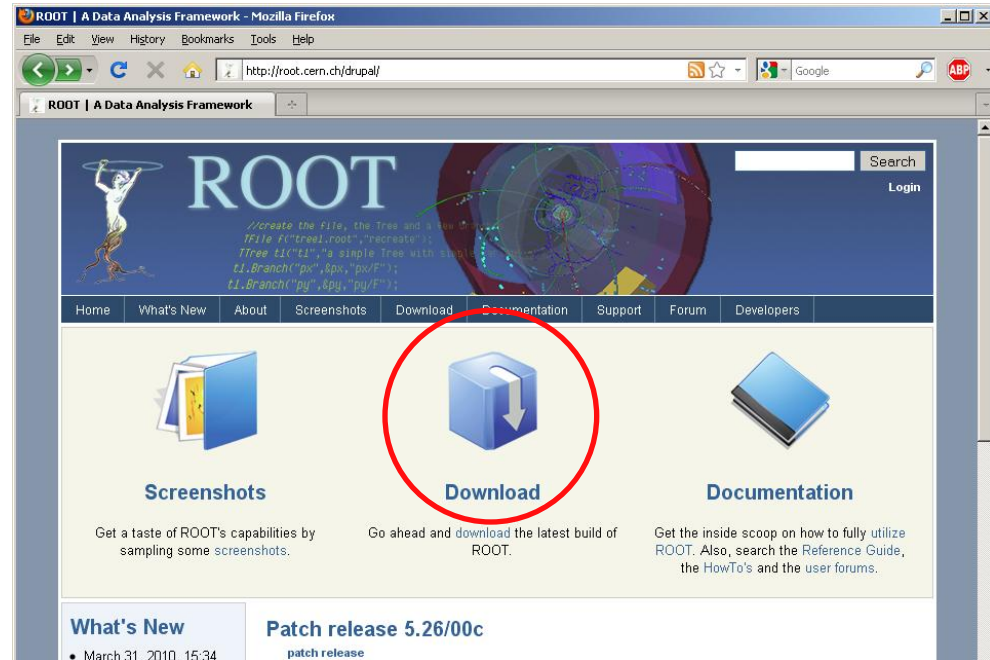 ROOT | A Data Analysis Framework - Mozilla Firefox
File Edit View History Bookmarks Tools Help
http://root.cern.ch/drupal/
Google
ABP
ROOT | A Data Analysis Framework
ROOT
Search
Login
//create the file, the Tree and a few
TFile f("tree1.root","recreate");
TTree t1("t1","a simple Tree with simple
t1.Branch("px",&px,"px/F");
t1.Branch("py",&py,"py/F");
Home What's New About Screenshots Download Documentation Support Forum Developers
Screenshots
Get a taste of ROOT's capabilities by
sampling some screenshots.
Download
Go ahead and download the latest build of
ROOT.
Documentation
Get the inside scoop on how to fully utilize
ROOT. Also, search the Reference Guide,
the HowTo's and the user forums.
What's New
• March 31, 2010, 15:34
Patch release 5.26/00c
patch release